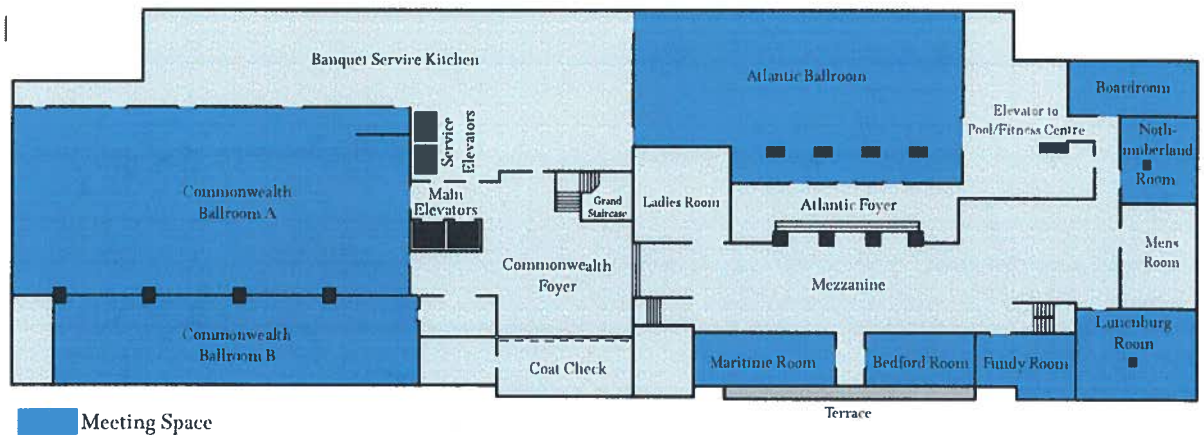 Banquet Service Kitchen
Atlantic Ballroom
Boardroom
Elevator to
Pool/Fitness Centre
Noth-
umberland
Room
Service
Elevators
Commonwealth
Ballroom A
Main
Elevators
Grand
Staircase
Ladies Room
Atlantic Foyer
Mens
Room
Commonwealth
Foyer
Mezzanine
Commonwealth
Ballroom B
Lunenburg
Room
Coat Check
Maritime Room
Bedford Room
Fundy Room
Terrace
Meeting Space